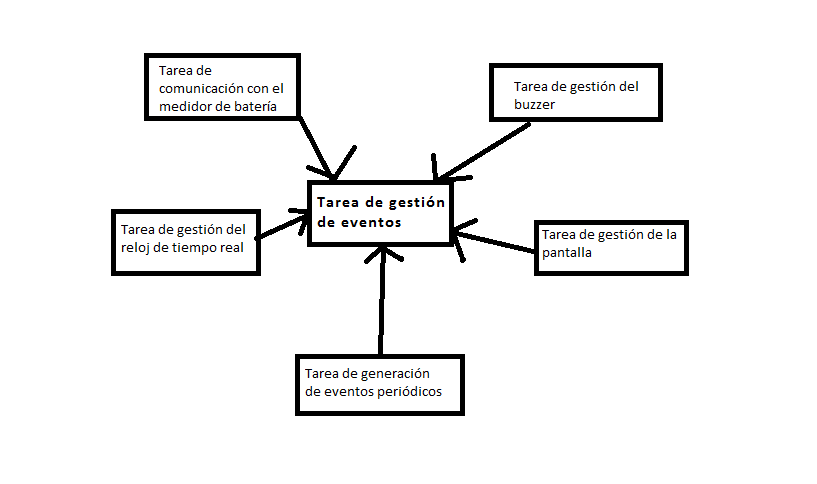 Tarea de
comunicación con el
medidor de batería
Tarea de gestión del
buzzer
Tarea de gestión
de eventos
Tarea de gestión del
reloj de tiempo real
Tarea de gestión de la
pantalla
Tarea de generación
de eventos periódicos